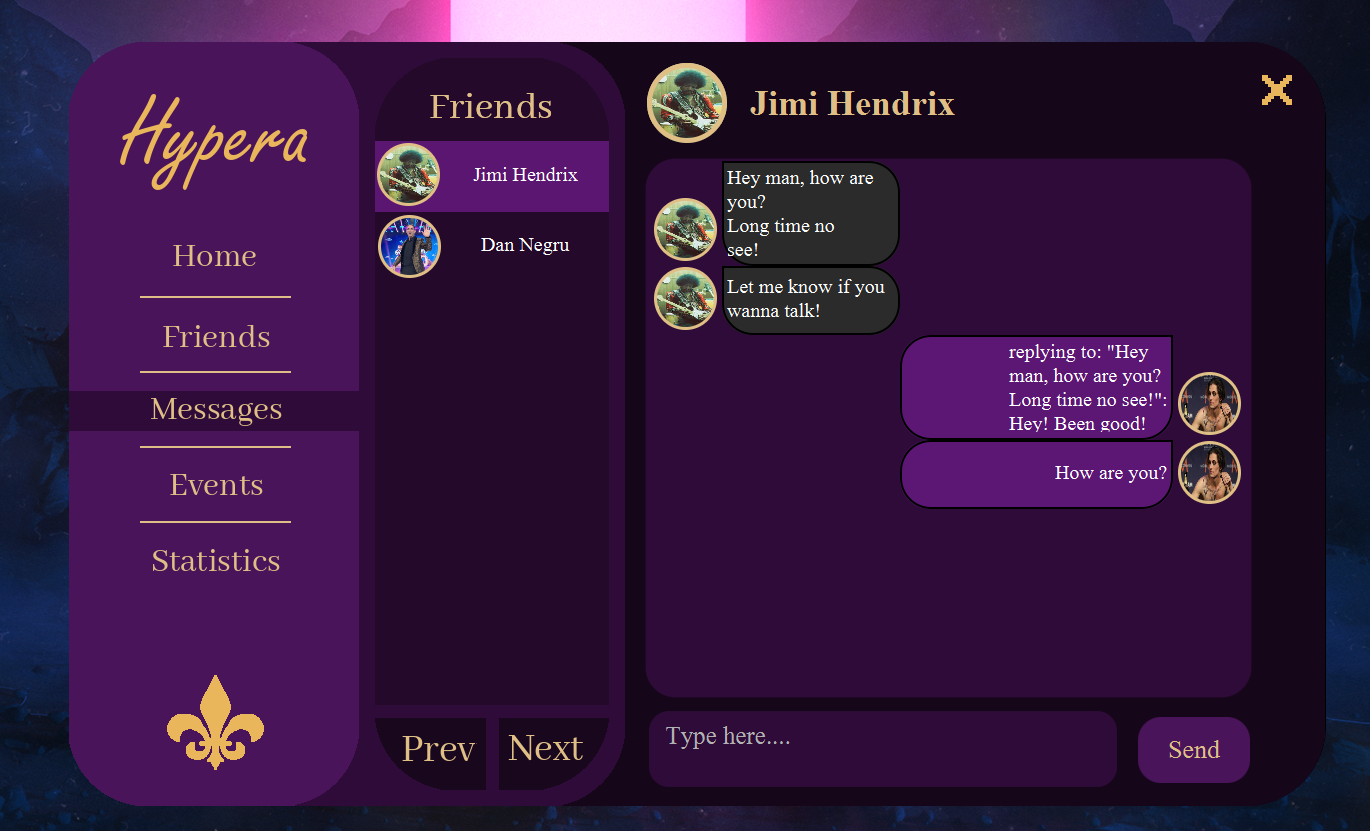 Hypera
Home
Friends
Messages
Events
Statistics
Friends
Jimi Hendrix
Dan Negru
Prev
Next
Jimi Hendrix
Hey man, how are
you?
Long time no
see!
Let me know if you
wanna talk!
replying to: "Hey
man, how are you?
Long time no see!":
Hey! Been good!
How are you?
Type here....
Send